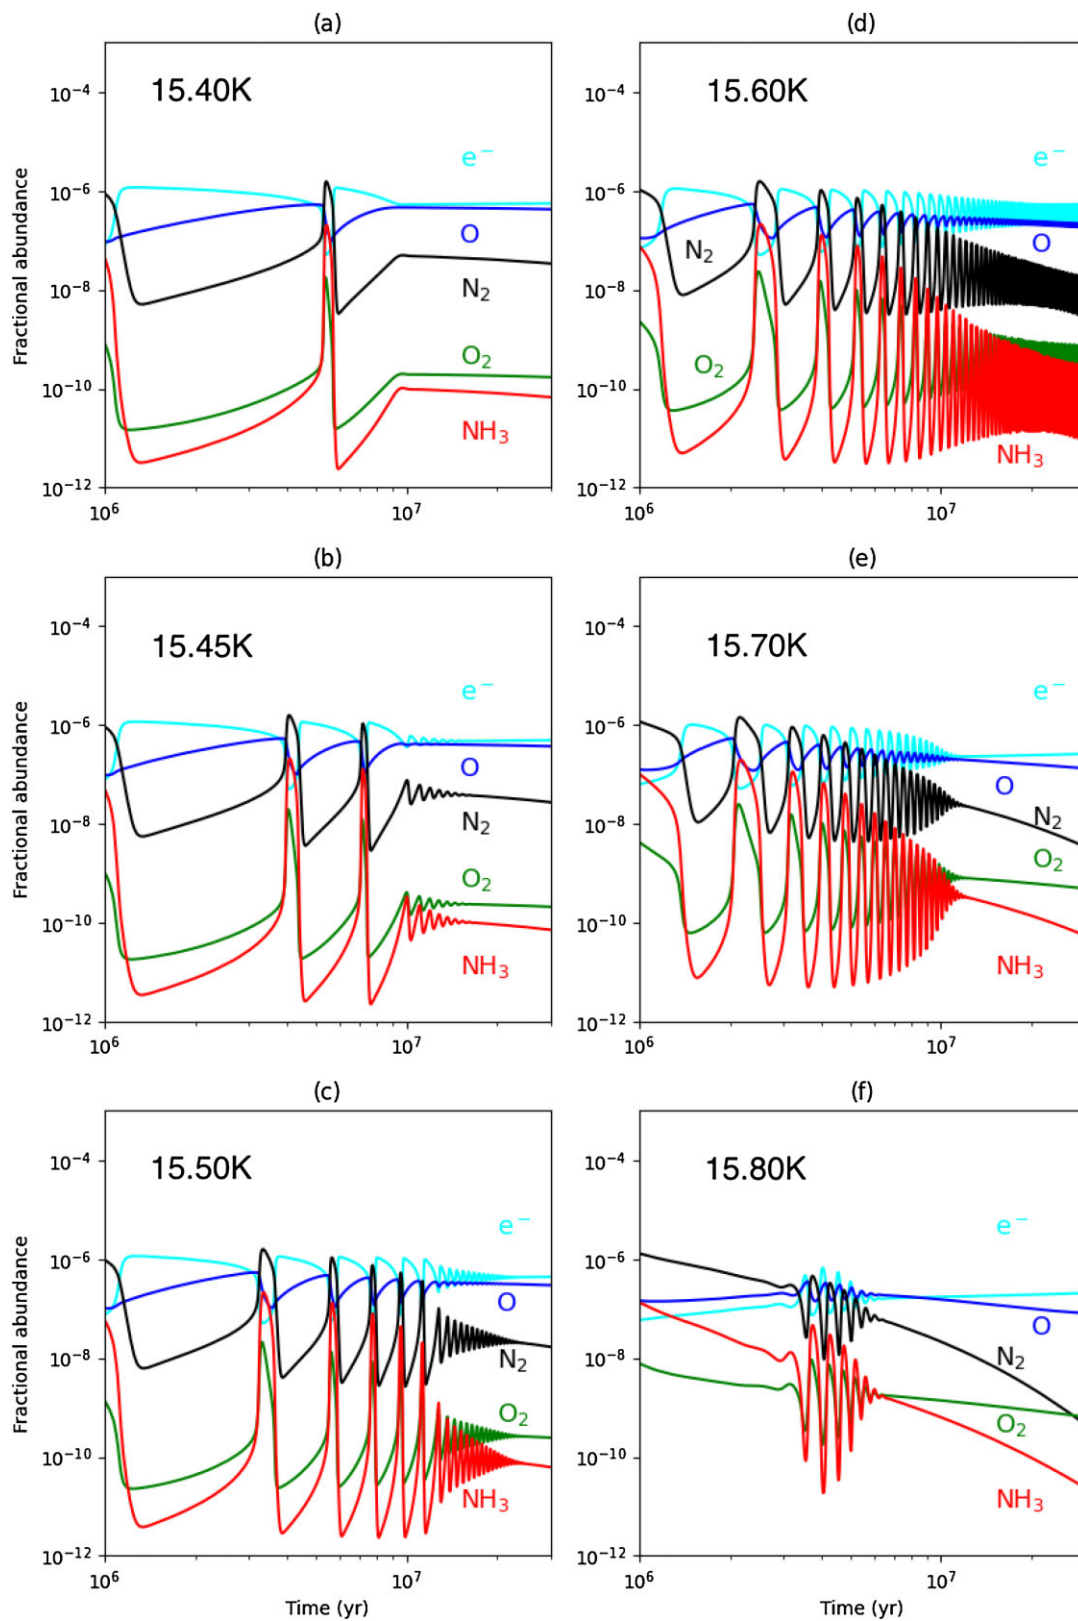 (a)
15.40K
Fractional abundance
10⁻⁴
10⁻⁶
10⁻⁸
10⁻¹⁰
10⁻¹²
e⁻
O
N₂
O₂
NH₃
10⁶
10⁷
(d)
15.60K
10⁻⁴
10⁻⁶
10⁻⁸
10⁻¹⁰
10⁻¹²
e⁻
O
N₂
O₂
NH₃
10⁶
10⁷
(b)
15.45K
Fractional abundance
10⁻⁴
10⁻⁶
10⁻⁸
10⁻¹⁰
10⁻¹²
e⁻
O
N₂
O₂
NH₃
10⁶
10⁷
(e)
15.70K
10⁻⁴
10⁻⁶
10⁻⁸
10⁻¹⁰
10⁻¹²
e⁻
O
N₂
O₂
NH₃
10⁶
10⁷
(c)
15.50K
Fractional abundance
10⁻⁴
10⁻⁶
10⁻⁸
10⁻¹⁰
10⁻¹²
e⁻
O
N₂
O₂
NH₃
10⁶
10⁷
Time (yr)
(f)
15.80K
10⁻⁴
10⁻⁶
10⁻⁸
10⁻¹⁰
10⁻¹²
e⁻
O
N₂
O₂
NH₃
10⁶
10⁷
Time (yr)